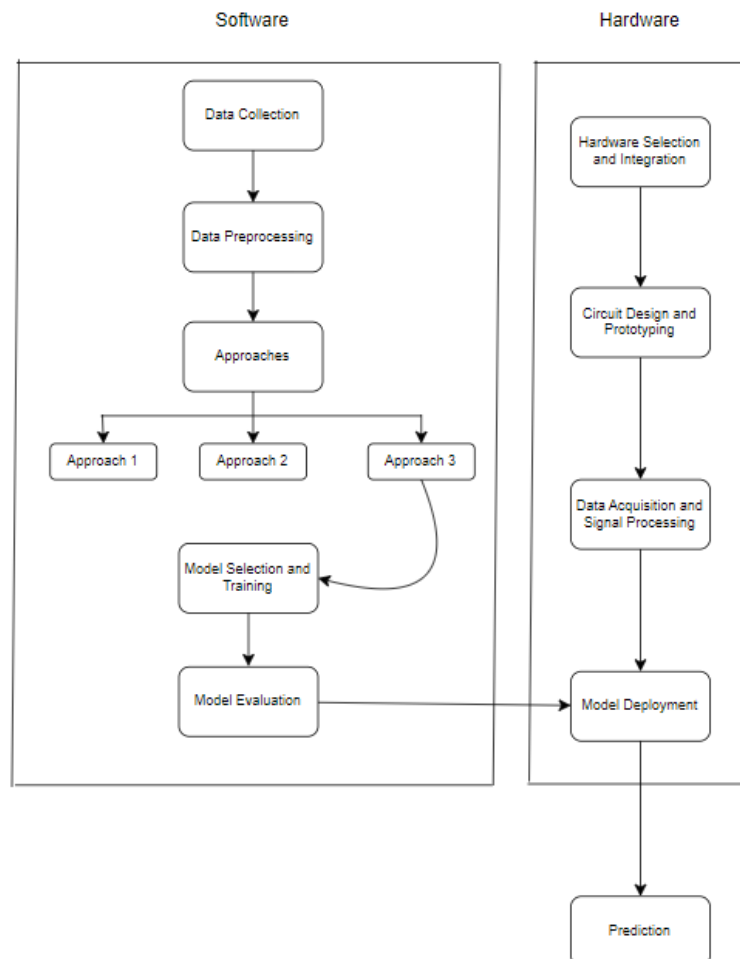 Software
Hardware
Data Collection
Hardware Selection
and Integration
Data Preprocessing
Circuit Design and
Prototyping
Approaches
Approach 1
Approach 2
Approach 3
Data Acquisition and
Signal Processing
Model Selection and
Training
Model Evaluation
Model Deployment
Prediction